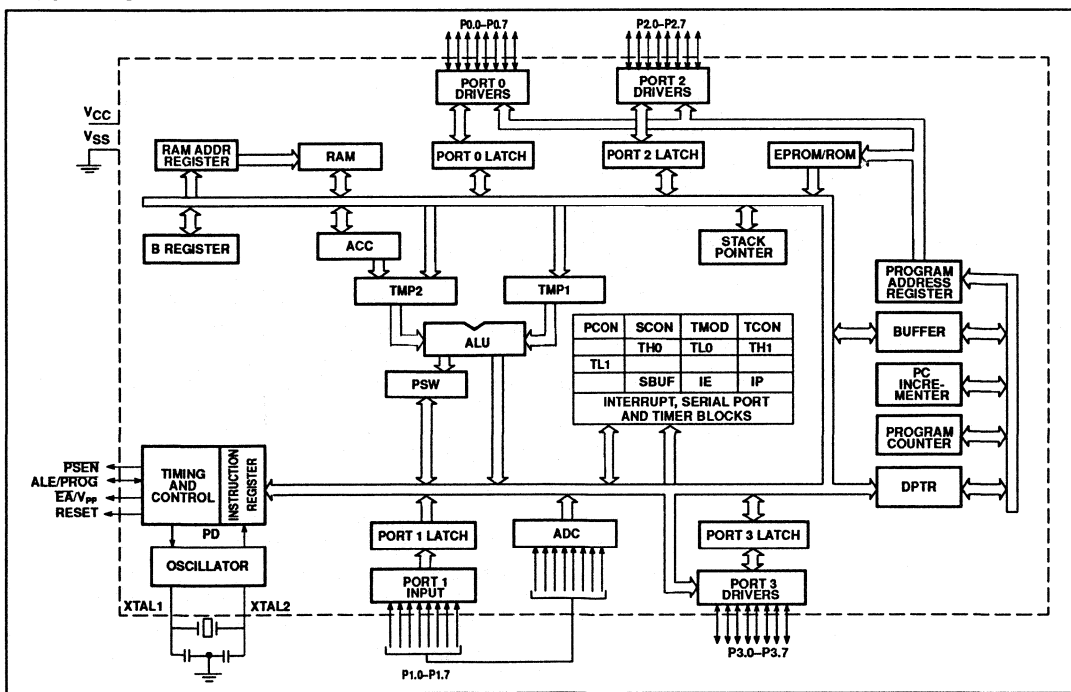 P0.0–P0.7
P2.0–P2.7
PORT 0
DRIVERS
PORT 2
DRIVERS
VCC
VSS
RAM ADDR
REGISTER
RAM
PORT 0 LATCH
PORT 2 LATCH
EPROM/ROM
B REGISTER
ACC
STACK
POINTER
TMP2
TMP1
PROGRAM
ADDRESS
REGISTER
ALU
PCON SCON TMOD TCON
TH0 TL0 TH1
TL1
SBUF IE IP
INTERRUPT, SERIAL PORT
AND TIMER BLOCKS
BUFFER
PSW
PC
INCRE-
MENTER
PROGRAM
COUNTER
PSEN
ALE/PROG
EA/VPP
RESET
TIMING
AND
CONTROL
INSTRUCTION
REGISTER
DPTR
PD
PORT 1 LATCH
ADC
PORT 3 LATCH
OSCILLATOR
PORT 1
INPUT
PORT 3
DRIVERS
XTAL1
XTAL2
P1.0–P1.7
P3.0–P3.7